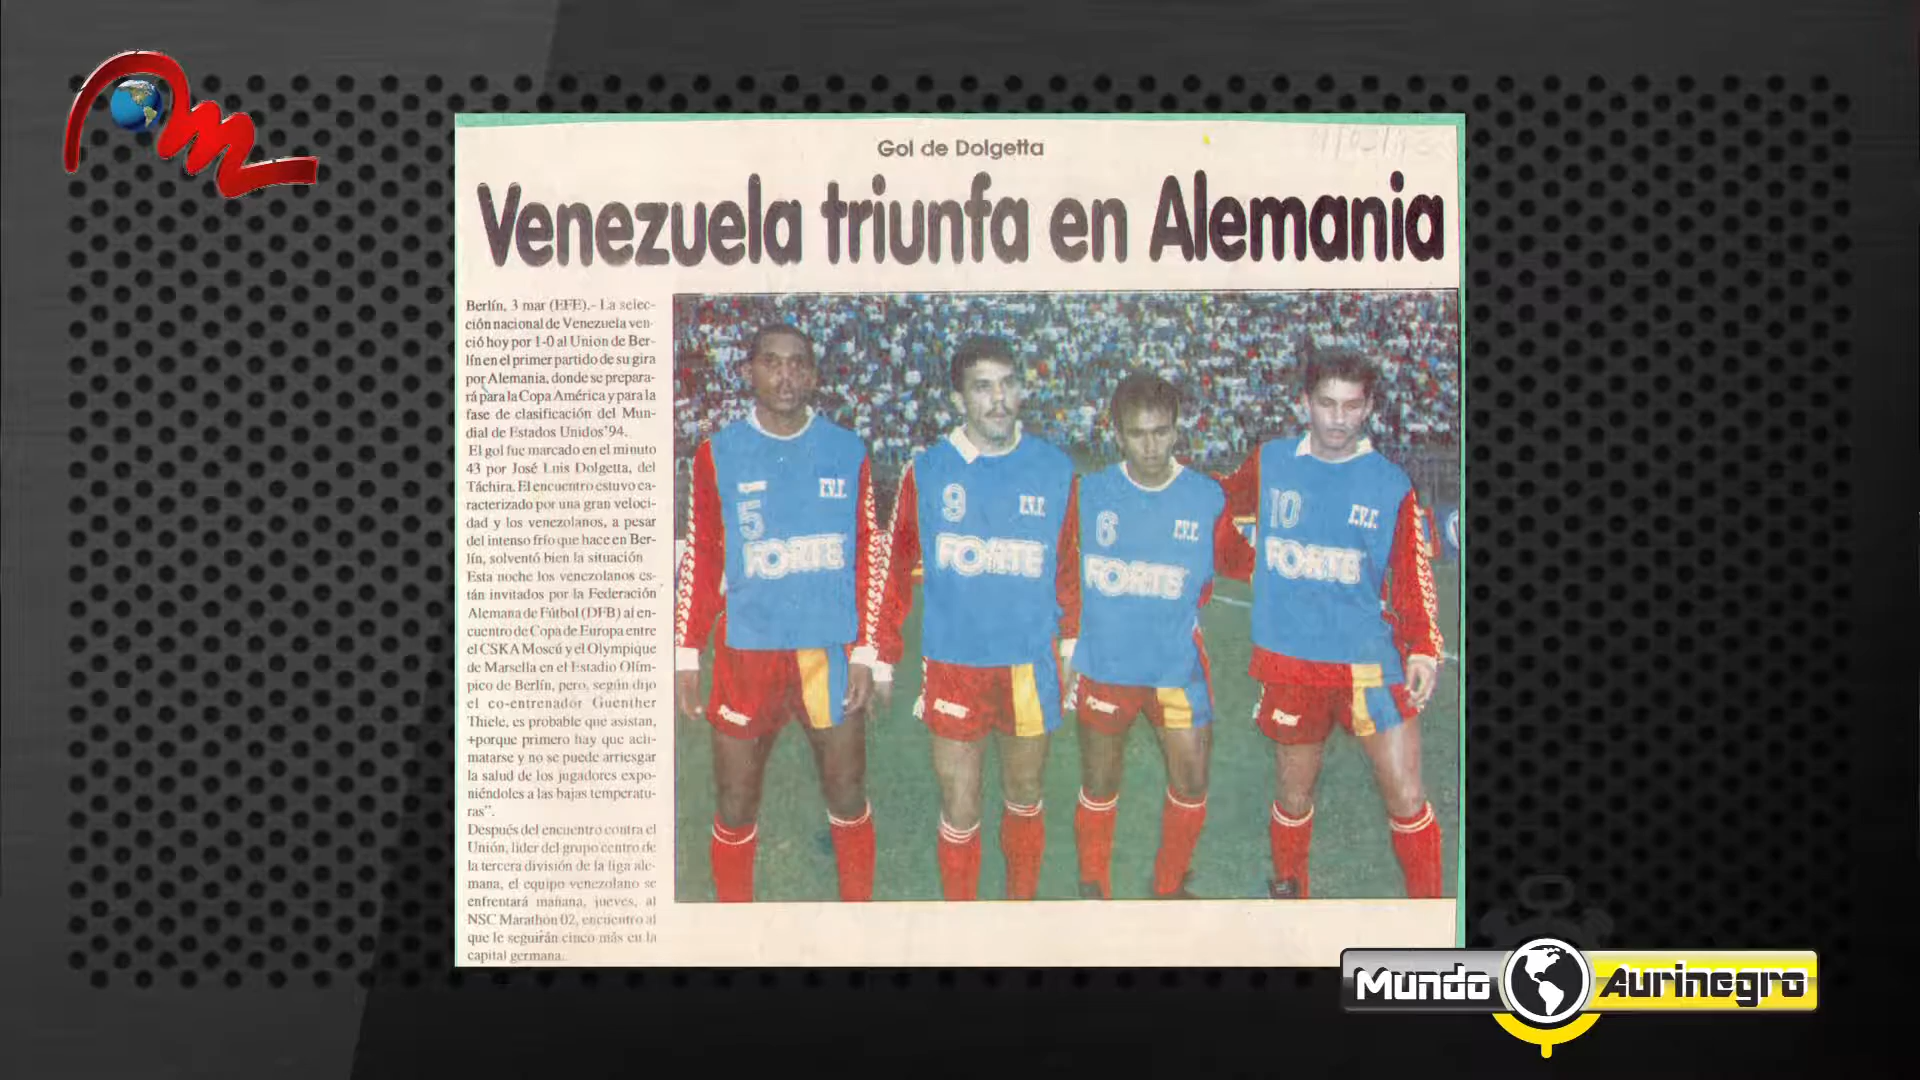 Gol de Dolgetta
Venezuela triunfa en Alemania
Berlín, 3 mar (EFE).- La selec-
ción nacional de Venezuela ven-
ció hoy por 1-0 al Union de Ber-
lín en el primer partido de su gira
por Alemania, donde se prepara-
rá para la Copa América y para la
fase de clasificación del Mun-
dial de Estados Unidos'94.
El gol fue marcado en el minuto
43 por José Luis Dolgetta, del
Táchira. El encuentro estuvo ca-
racterizado por una gran veloci-
dad y los venezolanos, a pesar
del intenso frío que hace en Ber-
lín, solventó bien la situación
Esta noche los venezolanos es-
tán invitados por la Federación
Alemana de Fútbol (DFB) al en-
cuentro de Copa de Europa entre
el CSKA Moscú y el Olympique
de Marsella en el Estadio Olím-
pico de Berlín, pero, según dijo
el co-entrenador Guenther
Thiele, es probable que asistan,
+porque primero hay que acli-
matarse y no se puede arriesgar
la salud de los jugadores expo-
niéndoles a las bajas temperatu-
ras".
Después del encuentro contra el
Unión, líder del grupo centro de
la tercera división de la liga ale-
mana, el equipo venezolano se
enfrentará mañana, jueves, al
NSC Marathon 02, encuentro al
que le seguirán cinco más en la
capital germana.
5 F.V.F. FORTE
9 F.V.F. FORTE
6 F.V.F. FORTE
10 F.V.F. FORTE
FORTE
FORTE
FORTE
FORTE
Mundo Aurinegro